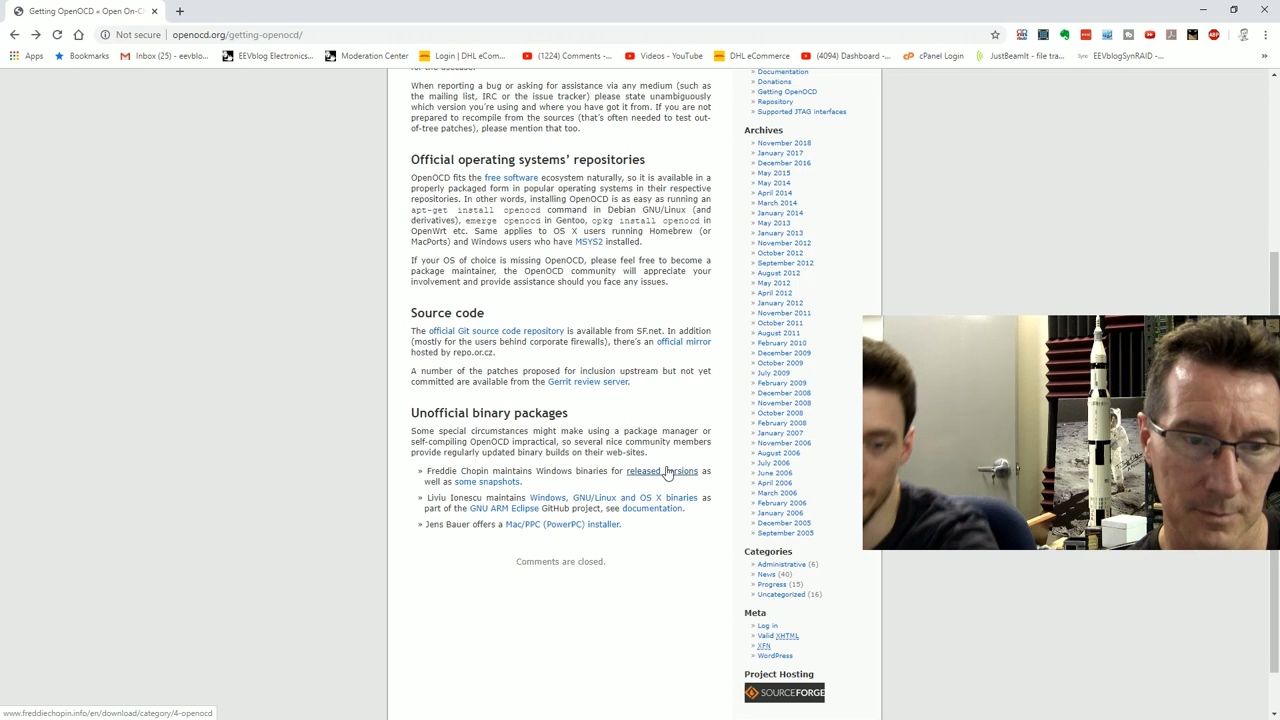 Getting OpenOCD « Open On-C
Not secure | openocd.org/getting-openocd/
Apps Bookmarks Inbox (25) - eevblo... EEVblog Electronics... Moderation Center Login | DHL eCom... (1224) Comments -... Videos - YouTube DHL eCommerce (4094) Dashboard -... cPanel Login JustBeamIt - file tra... EEVblogSynRAID -... »
When reporting a bug or asking for assistance via any medium (such as
the mailing list, IRC or the issue tracker) please state unambiguously
which version you're using and where you have got it from. If you are not
prepared to recompile from the sources (that's often needed to test out-
of-tree patches), please mention that too.
Official operating systems' repositories
OpenOCD fits the free software ecosystem naturally, so it is available in a
properly packaged form in popular operating systems in their respective
repositories. In other words, installing OpenOCD is as easy as running an
apt-get install openocd command in Debian GNU/Linux (and
derivatives), emerge openocd in Gentoo, opkg install openocd in
OpenWrt etc. Same applies to OS X users running Homebrew (or
MacPorts) and Windows users who have MSYS2 installed.
If your OS of choice is missing OpenOCD, please feel free to become a
package maintainer, the OpenOCD community will appreciate your
involvement and provide assistance should you face any issues.
Source code
The official Git source code repository is available from SF.net. In addition
(mostly for the users behind corporate firewalls), there's an official mirror
hosted by repo.or.cz.
A number of the patches proposed for inclusion upstream but not yet
committed are available from the Gerrit review server.
Unofficial binary packages
Some special circumstances might make using a package manager or
self-compiling OpenOCD impractical, so several nice community members
provide regularly updated binary builds on their web-sites.
» Freddie Chopin maintains Windows binaries for released versions as
well as some snapshots.
» Liviu Ionescu maintains Windows, GNU/Linux and OS X binaries as
part of the GNU ARM Eclipse GitHub project, see documentation.
» Jens Bauer offers a Mac/PPC (PowerPC) installer.
Comments are closed.
» Documentation
» Donations
» Getting OpenOCD
» Repository
» Supported JTAG interfaces
Archives
» November 2018
» January 2017
» December 2016
» May 2015
» May 2014
» April 2014
» March 2014
» January 2014
» May 2013
» January 2013
» November 2012
» October 2012
» September 2012
» August 2012
» May 2012
» April 2012
» January 2012
» November 2011
» October 2011
» August 2011
» February 2010
» December 2009
» October 2009
» July 2009
» February 2009
» December 2008
» November 2008
» October 2008
» February 2008
» January 2007
» November 2006
» August 2006
» July 2006
» June 2006
» April 2006
» March 2006
» February 2006
» January 2006
» December 2005
» September 2005
Categories
» Administrative (6)
» News (40)
» Progress (15)
» Uncategorized (16)
Meta
» Log in
» Valid XHTML
» XFN
» WordPress
Project Hosting
SOURCEFORGE
www.freddiechopin.info/en/download/category/4-openocd